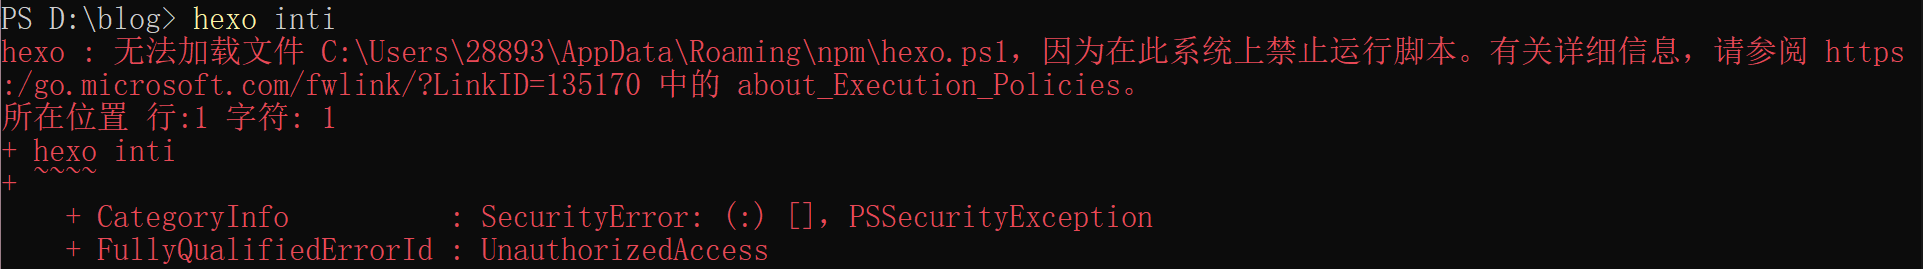 PS D:\blog> hexo inti
hexo : 无法加载文件 C:\Users\28893\AppData\Roaming\npm\hexo.ps1，因为在此系统上禁止运行脚本。有关详细信息，请参阅 https
:/go.microsoft.com/fwlink/?LinkID=135170 中的 about_Execution_Policies。
所在位置 行:1 字符: 1
+ hexo inti
+ ~~~~
    + CategoryInfo          : SecurityError: (:) []，PSSecurityException
    + FullyQualifiedErrorId : UnauthorizedAccess